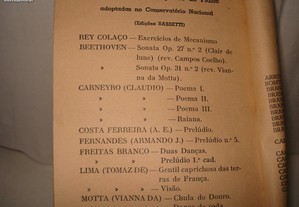 adoptadas no Conservatório Nacional
(Edições SASSETTI)
REY COLAÇO — Exercícios de Mecanismo
BEETHOVEN — Sonata Op. 27 n.º 2 (Clair de
lune) (rev. Campos Coelho).
» Sonata Op. 31 n.º 2 (rev. Vian-
na da Motta).
CARNEYRO (CLAUDIO) — Poema I.
» » — Poema II.
» » — Poema III.
» » — Raiana.
COSTA FERREIRA (A. E.) — Prelúdio.
FERNANDES (ARMANDO J.) — Prelúdio n.º 5.
FREITAS BRANCO — Duas Danças.
» » Prelúdio 1.º cad.
LIMA (TOMAZ DE) — Gentil caprichosa das ter-
ras de França.
» » — Visão.
MOTTA (VIANNA DA) — Chula do Douro.